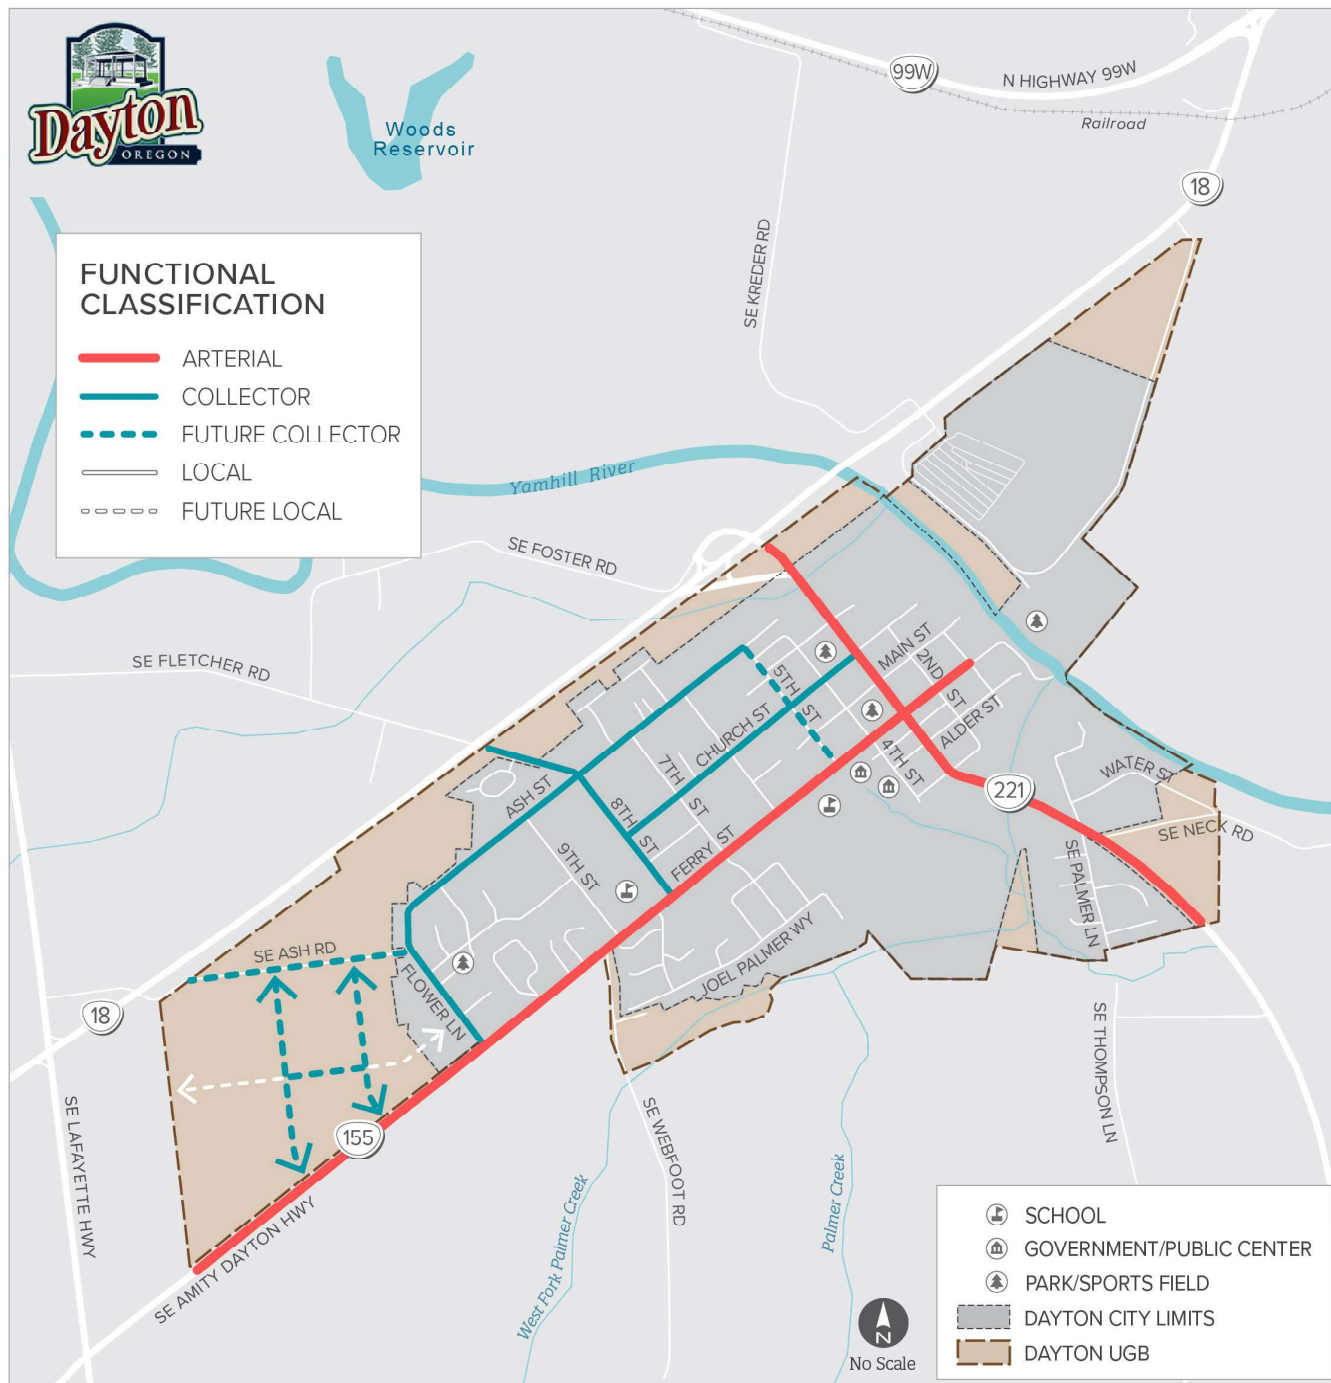 Dayton
OREGON
Woods
Reservoir
99W
N HIGHWAY 99W
Railroad
18
SE KREDER RD
FUNCTIONAL
CLASSIFICATION
ARTERIAL
COLLECTOR
FUTURE COLLECTOR
LOCAL
FUTURE LOCAL
Yamhill River
SE FOSTER RD
SE FLETCHER RD
MAIN ST
2ND ST
5TH ST
CHURCH ST
ALDER ST
4TH ST
7TH ST
ASH ST
8TH ST
FERRY ST
9TH ST
221
WATER ST
SE NECK RD
SE PALMER LN
SE ASH RD
FLOWER LN
JOEL PALMER WY
18
155
SE THOMPSON LN
SE LAFAYETTE HWY
SE WEBFOOT RD
SE AMITY DAYTON HWY
West Fork Palmer Creek
Palmer Creek
N
No Scale
SCHOOL
GOVERNMENT/PUBLIC CENTER
PARK/SPORTS FIELD
DAYTON CITY LIMITS
DAYTON UGB